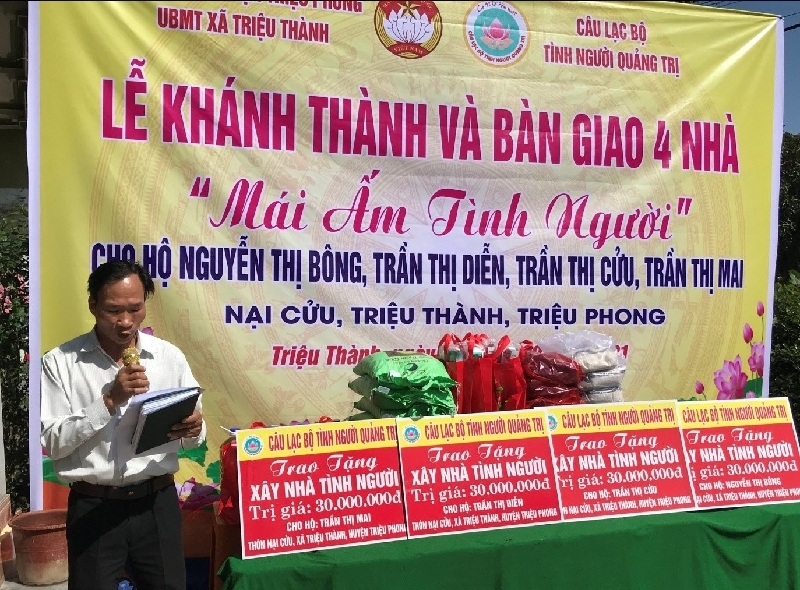 UBMT XÃ TRIỆU THÀNH
VIỆT NAM
CÂU LẠC BỘ
TÌNH NGƯỜI QUẢNG TRỊ
LỄ KHÁNH THÀNH VÀ BÀN GIAO 4 NHÀ
"Mái Ấm Tình Người"
CHO HỘ NGUYỄN THỊ BÔNG, TRẦN THỊ DIỄN, TRẦN THỊ CỬU, TRẦN THỊ MAI
NẠI CỬU, TRIỆU THÀNH, TRIỆU PHONG
Triệu Thành, ngày
CÂU LẠC BỘ TÌNH NGƯỜI QUẢNG TRỊ
Trao Tặng
XÂY NHÀ TÌNH NGƯỜI
Trị giá: 30.000.000đ
CHO HỘ: TRẦN THỊ MAI
THÔN NẠI CỬU, XÃ TRIỆU THÀNH, HUYỆN TRIỆU PHONG
CÂU LẠC BỘ TÌNH NGƯỜI QUẢNG TRỊ
Trao Tặng
XÂY NHÀ TÌNH NGƯỜI
Trị giá: 30.000.000đ
CHO HỘ: TRẦN THỊ DIỄN
THÔN NẠI CỬU, XÃ TRIỆU THÀNH, HUYỆN TRIỆU PHONG
CÂU LẠC BỘ TÌNH NGƯỜI QUẢNG TRỊ
Trao Tặng
XÂY NHÀ TÌNH NGƯỜI
Trị giá: 30.000.000đ
CHO HỘ: TRẦN THỊ CỬU
NẠI CỬU, XÃ TRIỆU THÀNH, HUYỆN TRIỆU PHONG
CÂU LẠC BỘ TÌNH NGƯỜI QUẢNG TRỊ
Trao Tặng
XÂY NHÀ TÌNH NGƯỜI
Trị giá: 30.000.000đ
CHO HỘ: NGUYỄN THỊ BÔNG
NẠI CỬU, XÃ TRIỆU THÀNH, HUYỆN TRIỆU PHONG